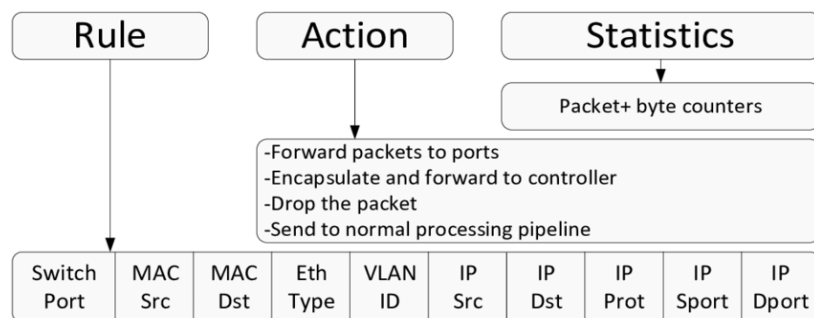 Rule
Action
Statistics
Packet+ byte counters
-Forward packets to ports
-Encapsulate and forward to controller
-Drop the packet
-Send to normal processing pipeline
Switch Port
MAC Src
MAC Dst
Eth Type
VLAN ID
IP Src
IP Dst
IP Prot
IP Sport
IP Dport